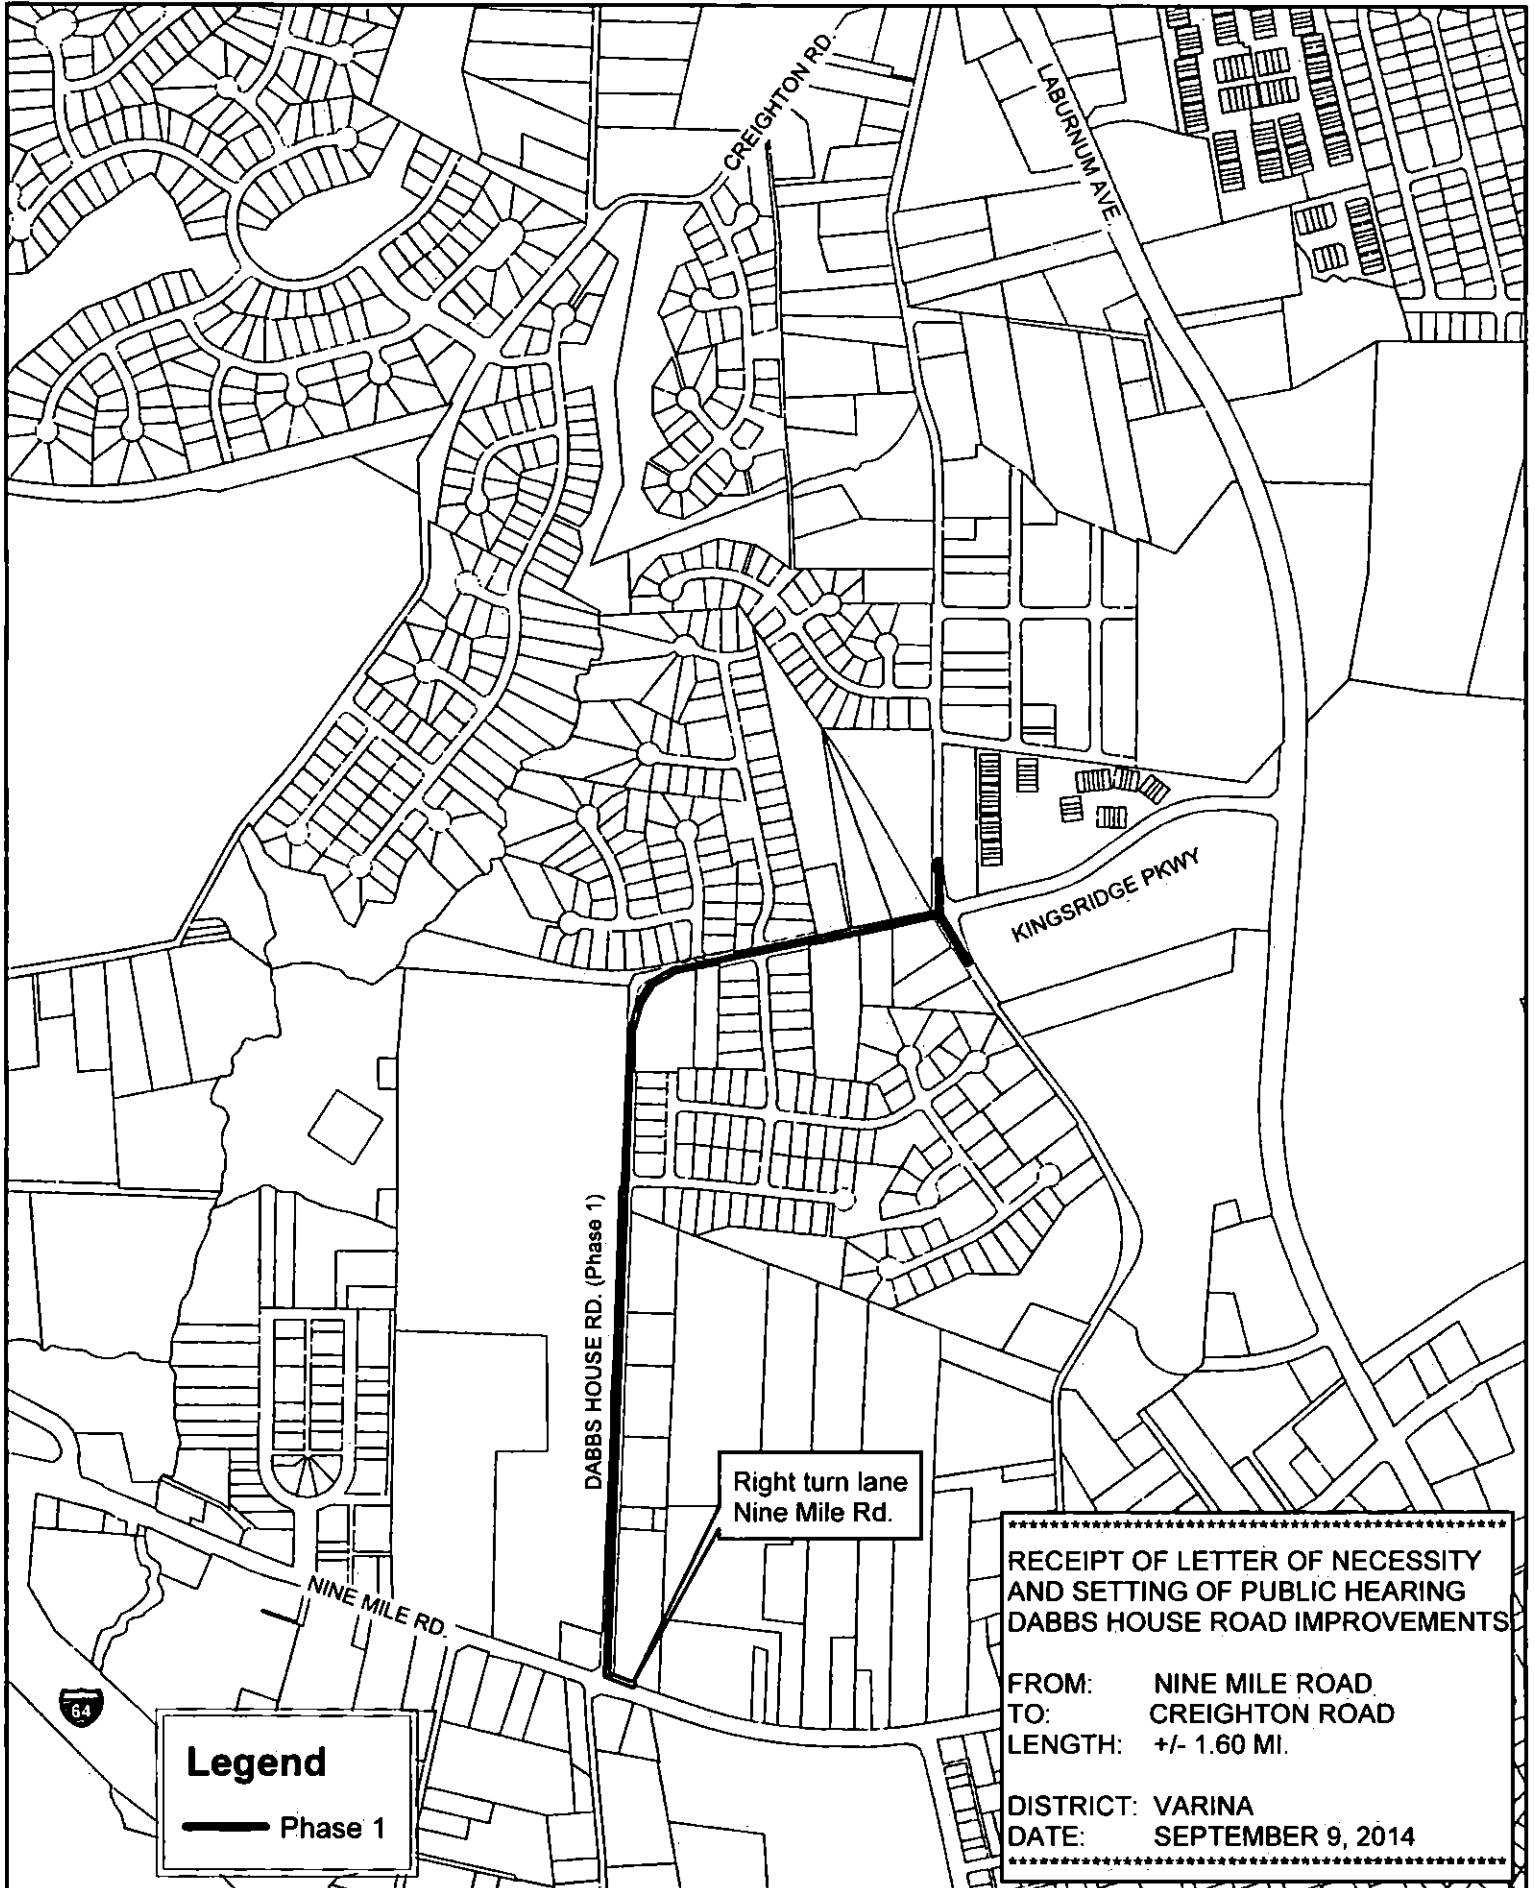 CREIGHTON RD.
LABURNUM AVE
KINGSRIDGE PKWY
DABBS HOUSE RD. (Phase 1)
Right turn lane
Nine Mile Rd.
NINE MILE RD.
64
Legend
Phase 1
RECEIPT OF LETTER OF NECESSITY
AND SETTING OF PUBLIC HEARING
DABBS HOUSE ROAD IMPROVEMENTS
FROM: NINE MILE ROAD
TO: CREIGHTON ROAD
LENGTH: +/- 1.60 MI.
DISTRICT: VARINA
DATE: SEPTEMBER 9, 2014